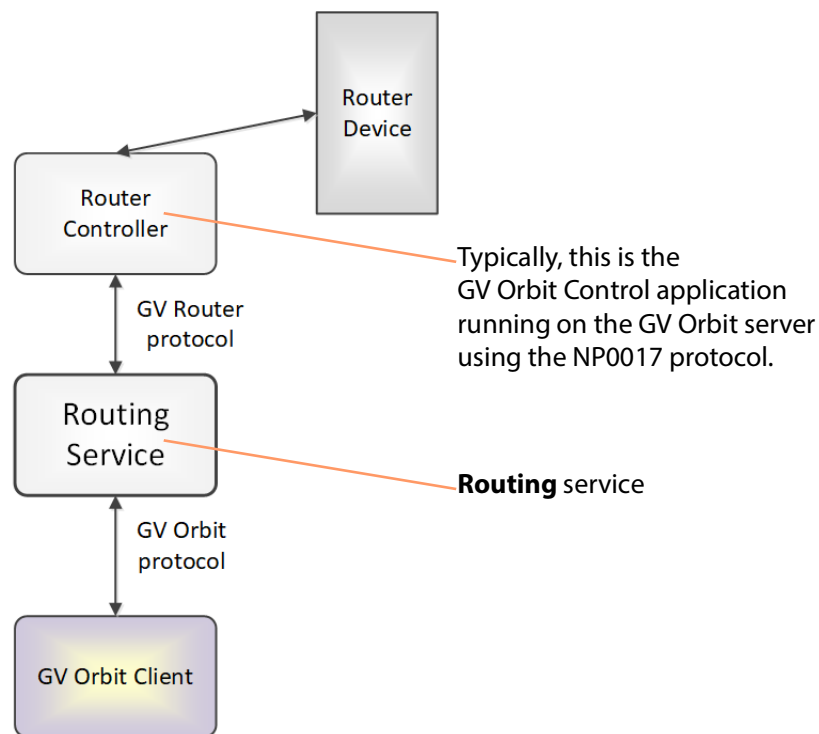 Router
Device
Router
Controller
Typically, this is the
GV Orbit Control application
running on the GV Orbit server
using the NP0017 protocol.
GV Router
protocol
Routing
Service
Routing service
GV Orbit
protocol
GV Orbit Client